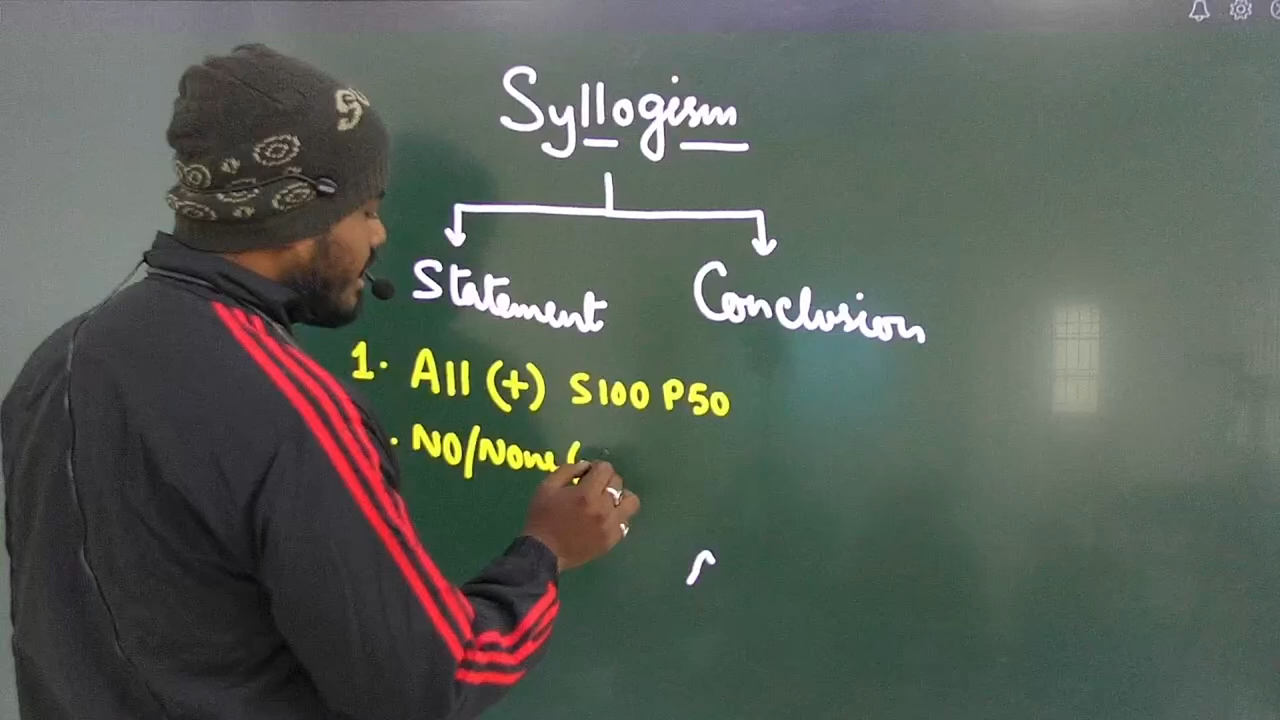 Syllogism
Statement Conclusion
1. All (+) S100 P50
. NO/None (